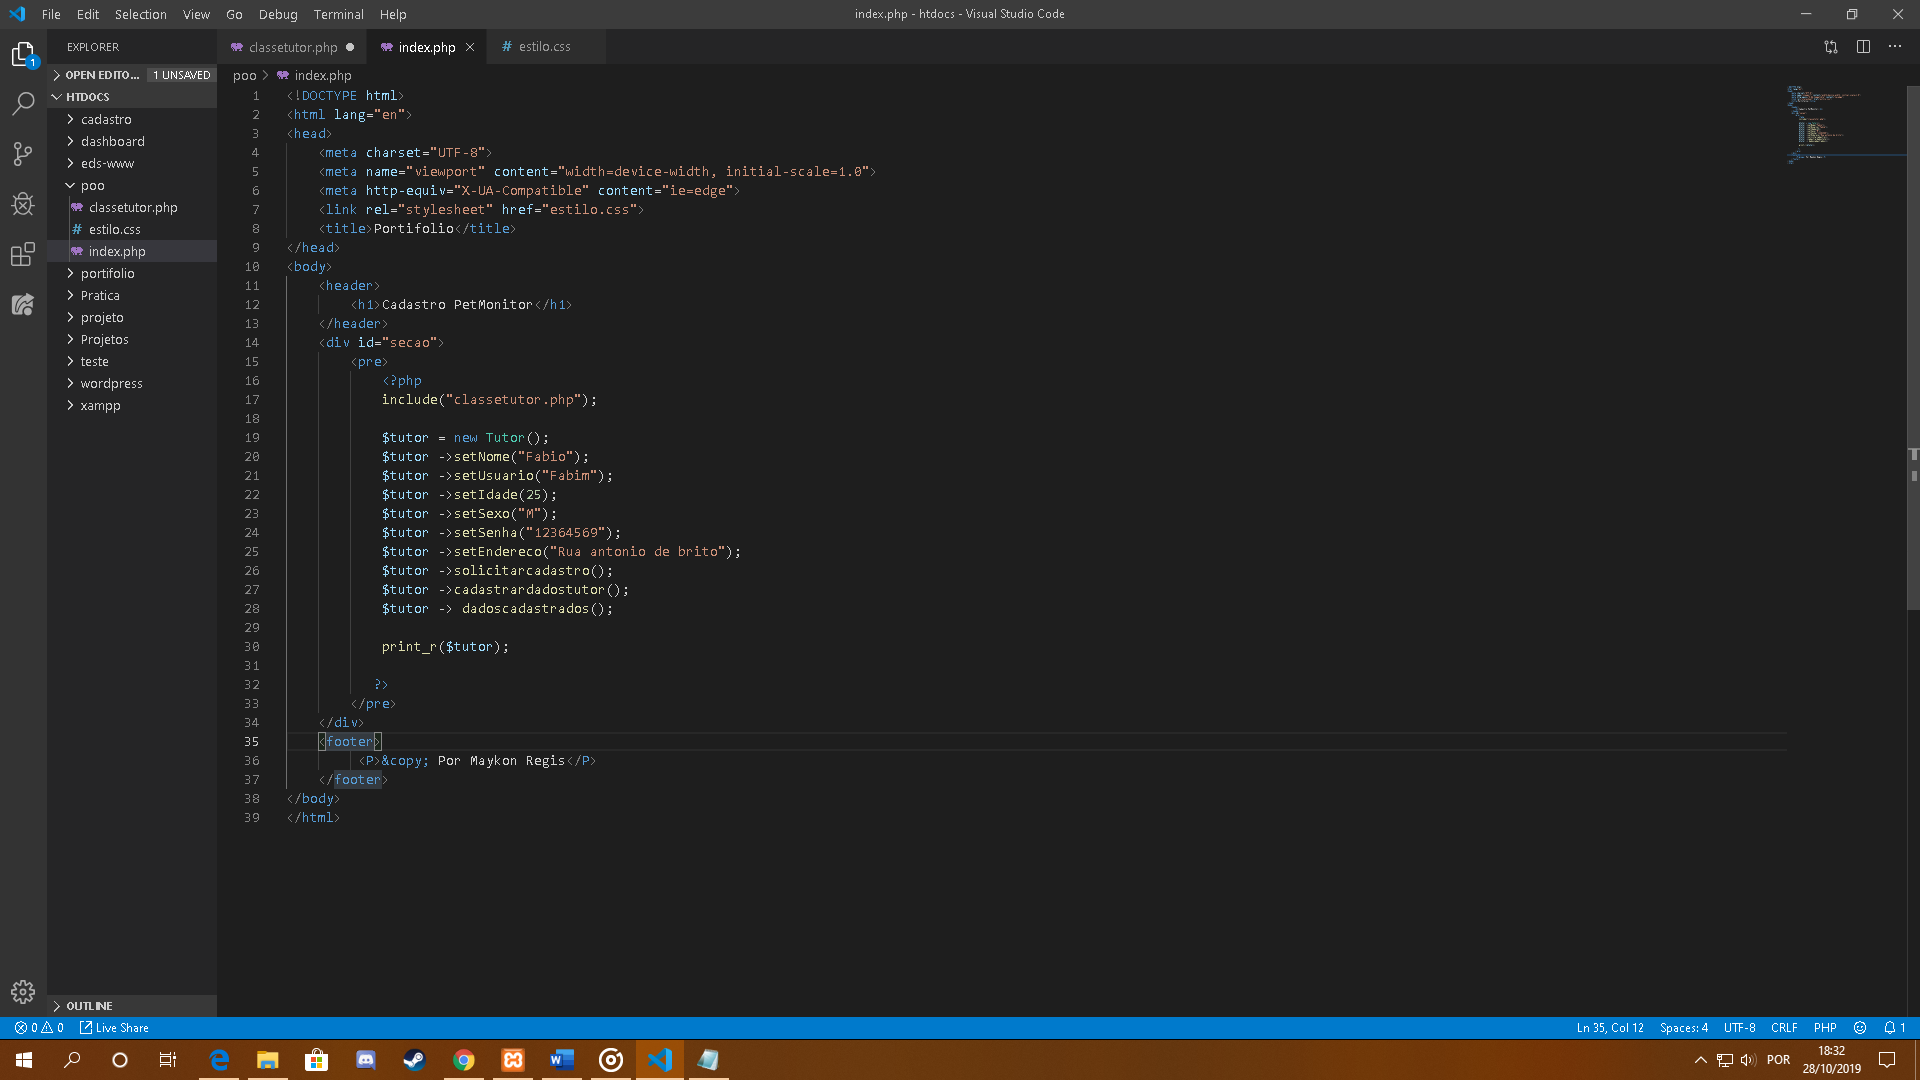 File Edit Selection View Go Debug Terminal Help
index.php - htdocs - Visual Studio Code
EXPLORER
classetutor.php
index.php
estilo.css
OPEN EDITO... 1 UNSAVED
HTDOCS
cadastro
dashboard
eds-www
poo
classetutor.php
estilo.css
index.php
portifolio
Pratica
projeto
Projetos
teste
wordpress
xampp
OUTLINE
poo > index.php
1 <!DOCTYPE html>
2 <html lang="en">
3 <head>
4 <meta charset="UTF-8">
5 <meta name="viewport" content="width=device-width, initial-scale=1.0">
6 <meta http-equiv="X-UA-Compatible" content="ie=edge">
7 <link rel="stylesheet" href="estilo.css">
8 <title>Portifolio</title>
9 </head>
10 <body>
11 <header>
12 <h1>Cadastro PetMonitor</h1>
13 </header>
14 <div id="secao">
15 <pre>
16 <?php
17 include("classetutor.php");
18
19 $tutor = new Tutor();
20 $tutor ->setNome("Fabio");
21 $tutor ->setUsuario("Fabim");
22 $tutor ->setIdade(25);
23 $tutor ->setSexo("M");
24 $tutor ->setSenha("12364569");
25 $tutor ->setEndereco("Rua antonio de brito");
26 $tutor ->solicitarcadastro();
27 $tutor ->cadastrardadostutor();
28 $tutor -> dadoscadastrados();
29
30 print_r($tutor);
31
32 ?>
33 </pre>
34 </div>
35 <footer>
36 <P>&copy; Por Maykon Regis</P>
37 </footer>
38 </body>
39 </html>
0 0 Live Share
Ln 35, Col 12 Spaces: 4 UTF-8 CRLF PHP 1
POR
18:32
28/10/2019